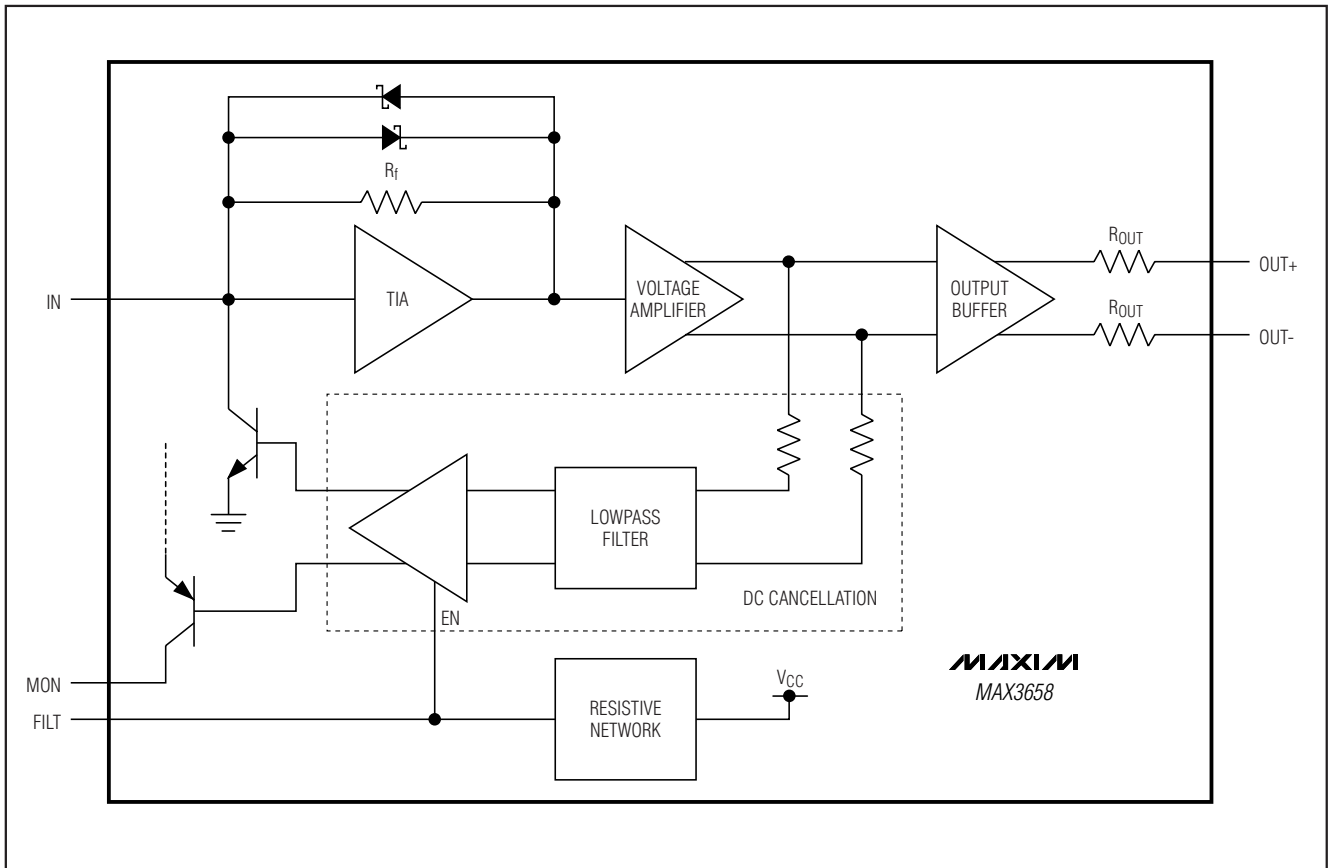 Rf
IN
TIA
VOLTAGE
AMPLIFIER
OUTPUT
BUFFER
ROUT
OUT+
ROUT
OUT-
LOWPASS
FILTER
DC CANCELLATION
EN
MON
FILT
RESISTIVE
NETWORK
VCC
MAXIM
MAX3658